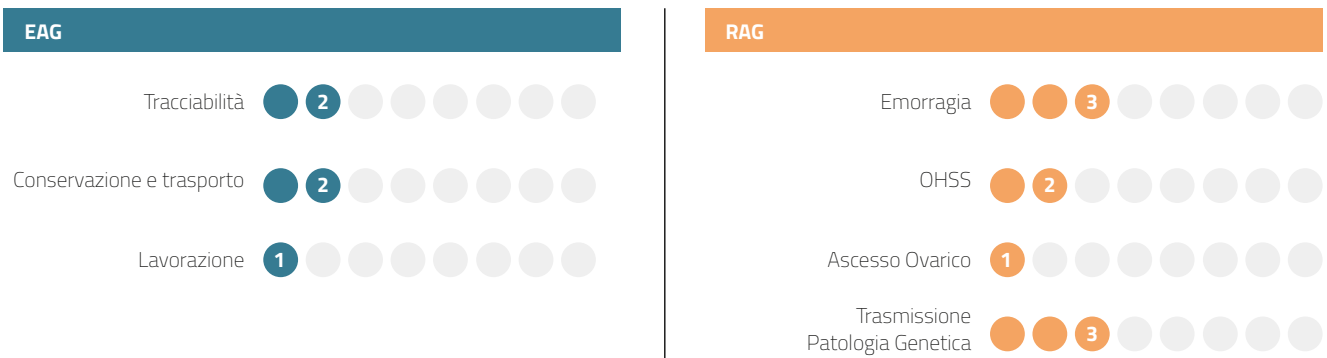 EAG
Tracciabilità 2
Conservazione e trasporto 2
Lavorazione 1
RAG
Emorragia 3
OHSS 2
Ascesso Ovarico 1
Trasmissione
Patologia Genetica 3